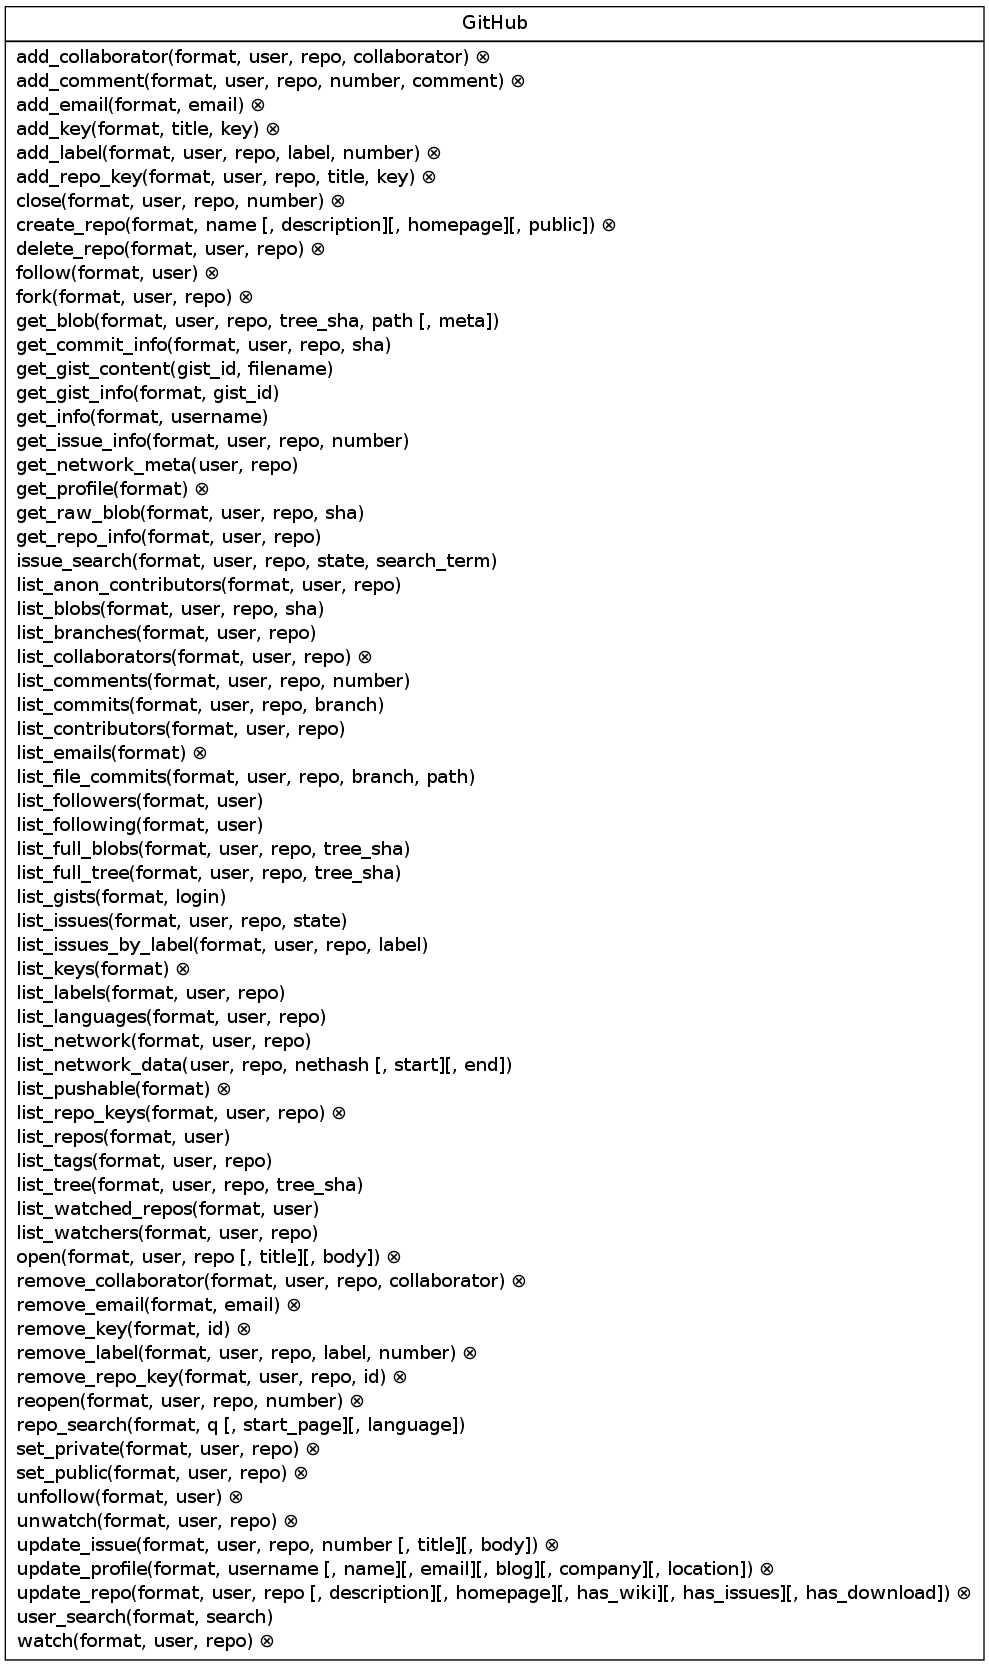 GitHub
add_collaborator(format, user, repo, collaborator) ⊗
add_comment(format, user, repo, number, comment) ⊗
add_email(format, email) ⊗
add_key(format, title, key) ⊗
add_label(format, user, repo, label, number) ⊗
add_repo_key(format, user, repo, title, key) ⊗
close(format, user, repo, number) ⊗
create_repo(format, name [, description][, homepage][, public]) ⊗
delete_repo(format, user, repo) ⊗
follow(format, user) ⊗
fork(format, user, repo) ⊗
get_blob(format, user, repo, tree_sha, path [, meta])
get_commit_info(format, user, repo, sha)
get_gist_content(gist_id, filename)
get_gist_info(format, gist_id)
get_info(format, username)
get_issue_info(format, user, repo, number)
get_network_meta(user, repo)
get_profile(format) ⊗
get_raw_blob(format, user, repo, sha)
get_repo_info(format, user, repo)
issue_search(format, user, repo, state, search_term)
list_anon_contributors(format, user, repo)
list_blobs(format, user, repo, sha)
list_branches(format, user, repo)
list_collaborators(format, user, repo) ⊗
list_comments(format, user, repo, number)
list_commits(format, user, repo, branch)
list_contributors(format, user, repo)
list_emails(format) ⊗
list_file_commits(format, user, repo, branch, path)
list_followers(format, user)
list_following(format, user)
list_full_blobs(format, user, repo, tree_sha)
list_full_tree(format, user, repo, tree_sha)
list_gists(format, login)
list_issues(format, user, repo, state)
list_issues_by_label(format, user, repo, label)
list_keys(format) ⊗
list_labels(format, user, repo)
list_languages(format, user, repo)
list_network(format, user, repo)
list_network_data(user, repo, nethash [, start][, end])
list_pushable(format) ⊗
list_repo_keys(format, user, repo) ⊗
list_repos(format, user)
list_tags(format, user, repo)
list_tree(format, user, repo, tree_sha)
list_watched_repos(format, user)
list_watchers(format, user, repo)
open(format, user, repo [, title][, body]) ⊗
remove_collaborator(format, user, repo, collaborator) ⊗
remove_email(format, email) ⊗
remove_key(format, id) ⊗
remove_label(format, user, repo, label, number) ⊗
remove_repo_key(format, user, repo, id) ⊗
reopen(format, user, repo, number) ⊗
repo_search(format, q [, start_page][, language])
set_private(format, user, repo) ⊗
set_public(format, user, repo) ⊗
unfollow(format, user) ⊗
unwatch(format, user, repo) ⊗
update_issue(format, user, repo, number [, title][, body]) ⊗
update_profile(format, username [, name][, email][, blog][, company][, location]) ⊗
update_repo(format, user, repo [, description][, homepage][, has_wiki][, has_issues][, has_download]) ⊗
user_search(format, search)
watch(format, user, repo) ⊗